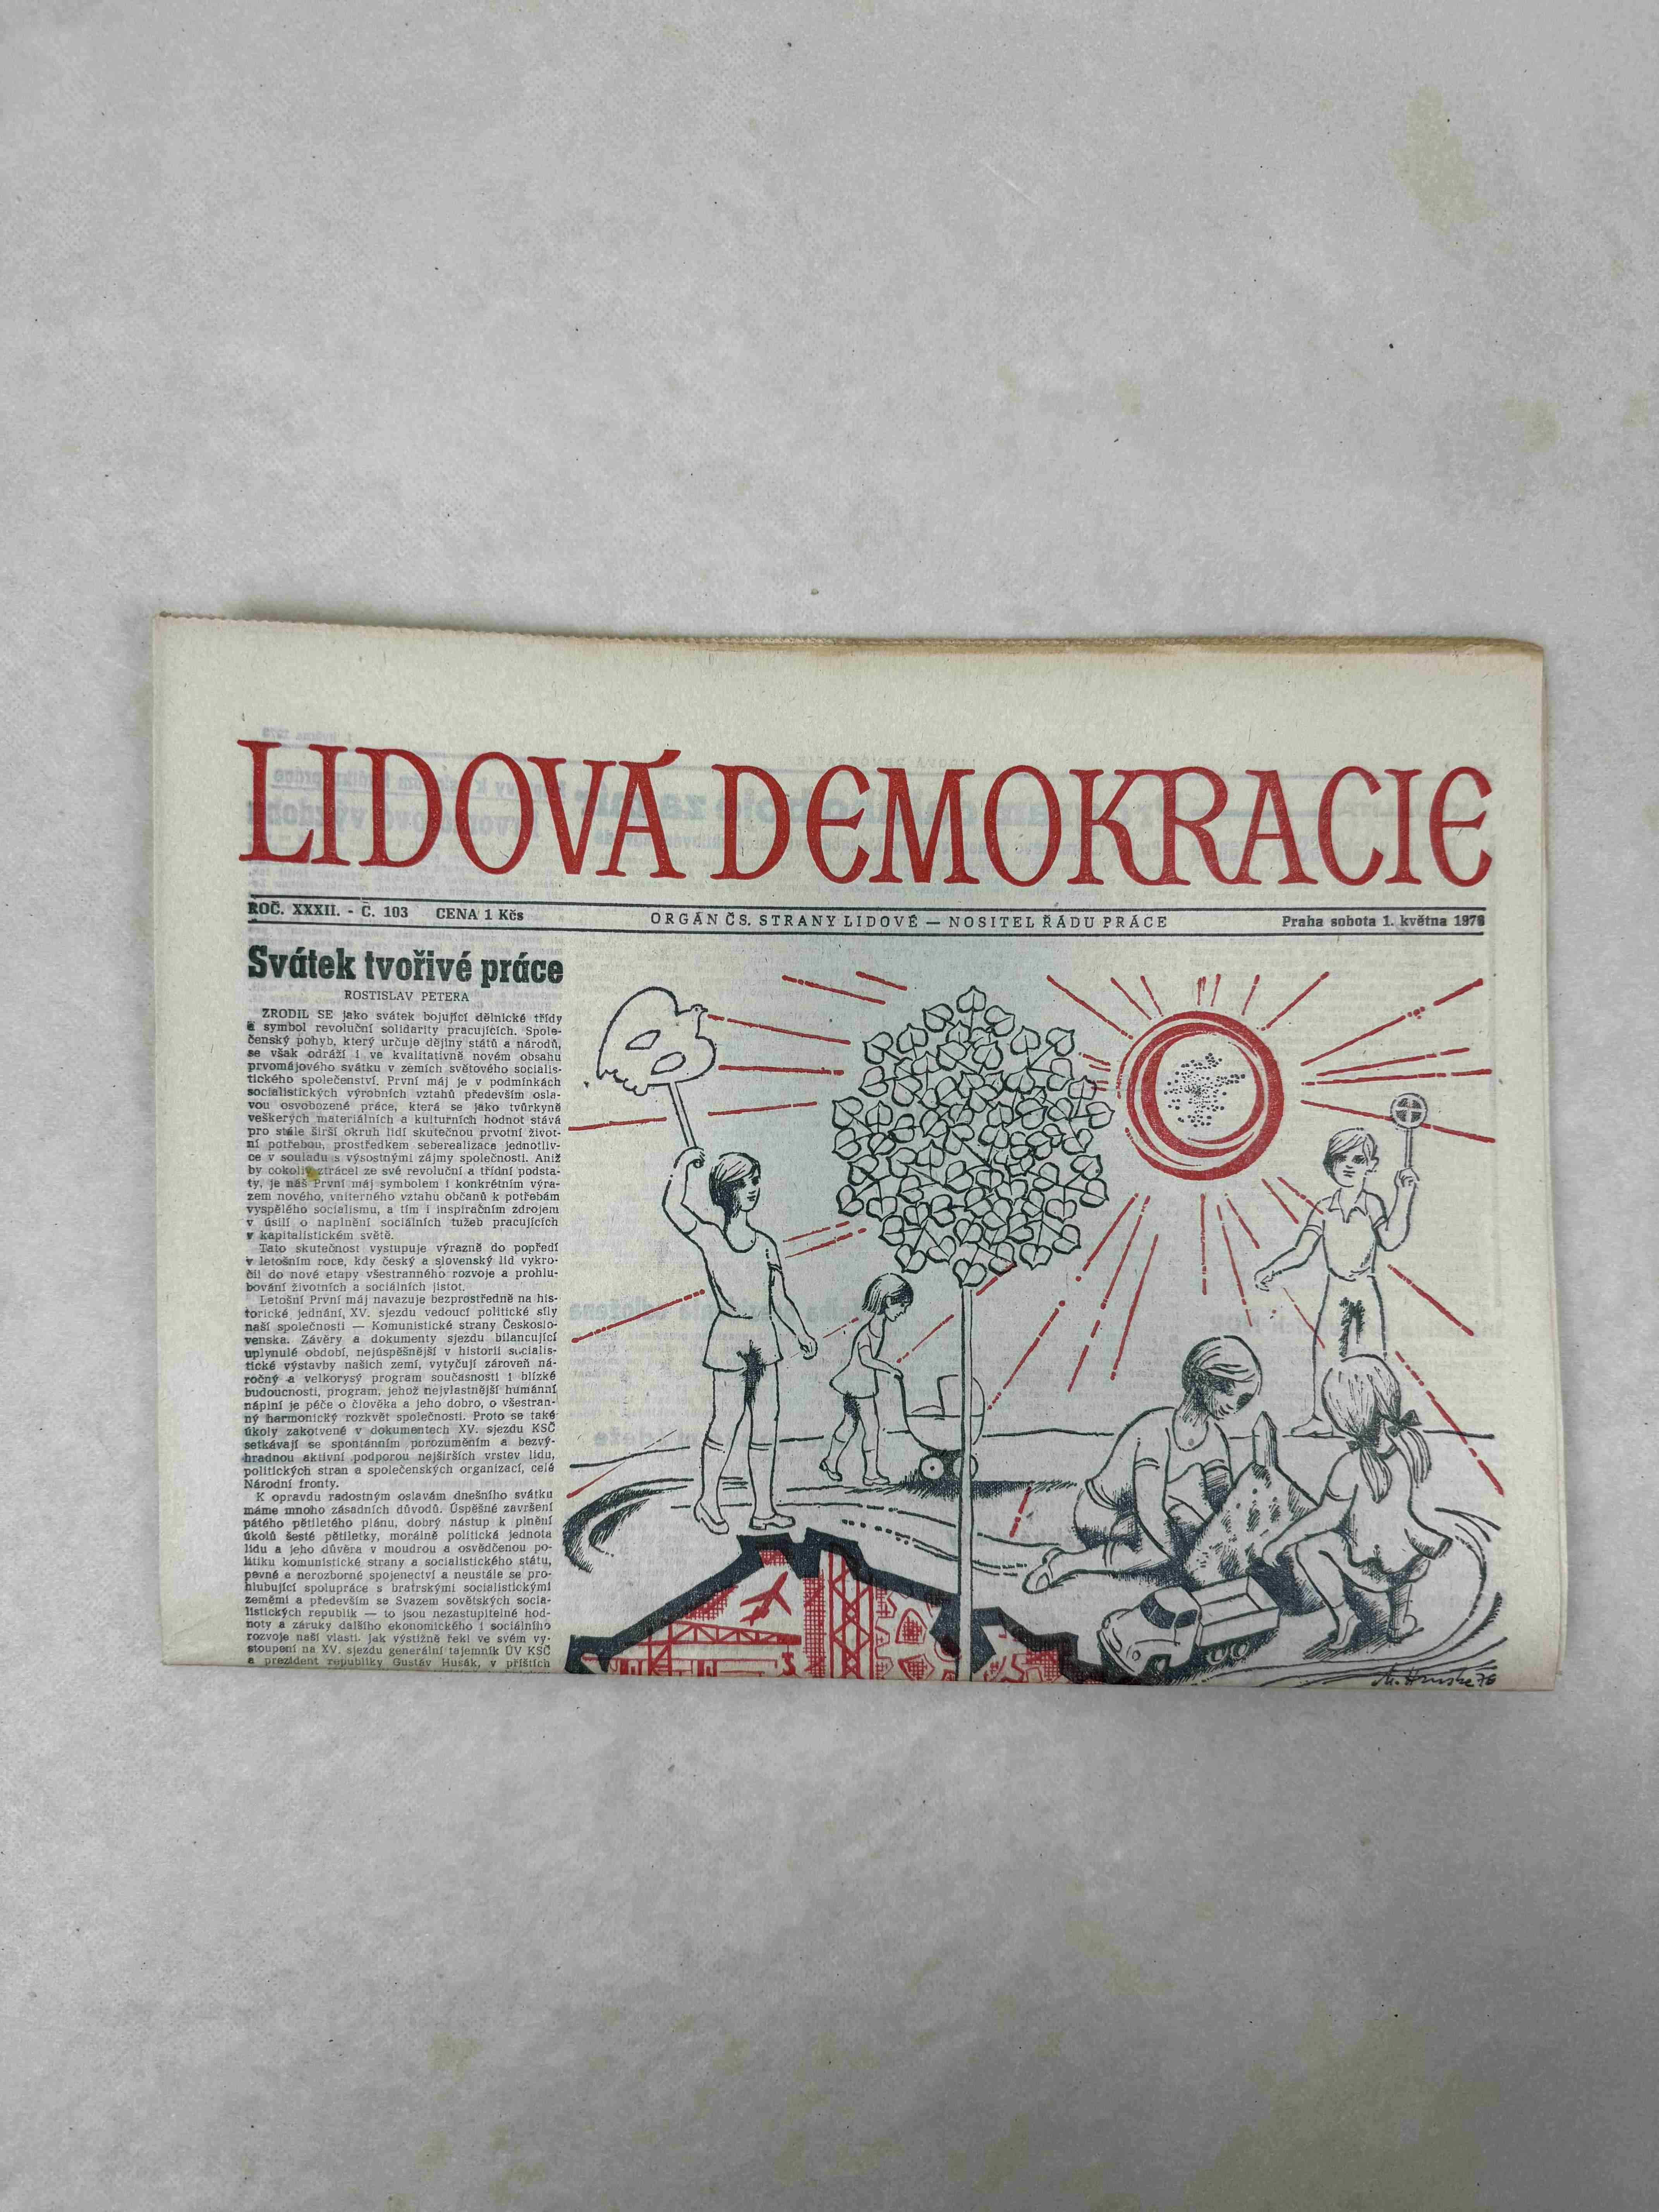 LIDOVÁ DEMOKRACIE
ROČ. XXXII. - Č. 103 CENA 1 Kčs ORGÁN ČS. STRANY LIDOVÉ — NOSITEL ŘÁDU PRÁCE Praha sobota 1. května 1976
Svátek tvořivé práce
ROSTISLAV PETERA
ZRODIL SE jako svátek bojující dělnické třídy
a symbol revoluční solidarity pracujících. Spole-
čenský pohyb, který určuje dějiny států a národů,
se však odráží i ve kvalitativně novém obsahu
prvomájového svátku v zemích světového socialis-
tického společenství. První máj je v podmínkách
socialistických výrobních vztahů především osla-
vou osvobozené práce, která se jako tvůrkyně
veškerých materiálních a kulturních hodnot stává
pro stále širší okruh lidí skutečnou prvotní život-
ní potřebou, prostředkem seberealizace jednotliv-
ce v souladu s výsostnými zájmy společnosti. Aniž
by cokoliv ztrácel ze své revoluční a třídní podsta-
ty, je náš První máj symbolem i konkrétním výra-
zem nového, vniterného vztahu občanů k potřebám
vyspělého socialismu, a tím i inspiračním zdrojem
v úsilí o naplnění sociálních tužeb pracujících
v kapitalistickém světě.
Tato skutečnost vystupuje výrazně do popředí
v letošním roce, kdy český a slovenský lid vykro-
čil do nové etapy všestranného rozvoje a prohlu-
bování životních a sociálních jistot.
Letošní První máj navazuje bezprostředně na his-
torické jednání, XV. sjezdu vedoucí politické síly
naší společnosti — Komunistické strany Českoslo-
venska. Závěry a dokumenty sjezdu bilancující
uplynulé období, nejúspěšnější v historii socialis-
tické výstavby našich zemí, vytyčují zároveň ná-
ročný a velkorysý program současnosti i blízké
budoucnosti, program, jehož nejvlastnější humánní
náplní je péče o člověka a jeho dobro, o všestran-
ný harmonický rozkvět společnosti. Proto se také
úkoly zakotvené v dokumentech XV. sjezdu KSČ
setkávají se spontánním porozuměním a bezvý-
hradnou aktivní podporou nejširších vrstev lidu,
politických stran a společenských organizací, celé
Národní fronty.
K opravdu radostným oslavám dnešního svátku
máme mnoho zásadních důvodů. Úspěšné završení
pátého pětiletého plánu, dobrý nástup k plnění
úkolů šesté pětiletky, morálně politická jednota
lidu a jeho důvěra v moudrou a osvědčenou po-
litiku komunistické strany a socialistického státu,
pevné a nerozborné spojenectví a neustále se pro-
hlubující spolupráce s bratrskými socialistickými
zeměmi a především se Svazem sovětských socia-
listických republik — to jsou nezastupitelné hod-
noty a záruky dalšího ekonomického i sociálního
rozvoje naší vlasti. Jak výstižně řekl ve svém vy-
stoupení na XV. sjezdu generální tajemník ÚV KSČ
a prezident republiky Gustáv Husák, v příštích
76